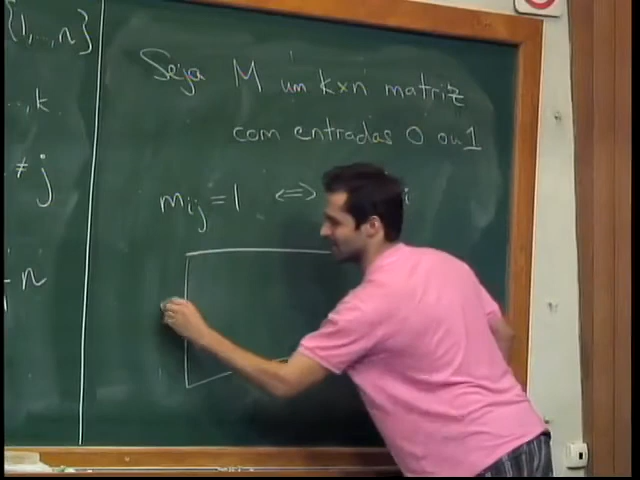 {1,...,n}
..,k
≠j
n
Seja M um k×n matriz
com entradas 0 ou 1
m_ij = 1 ⟺ i